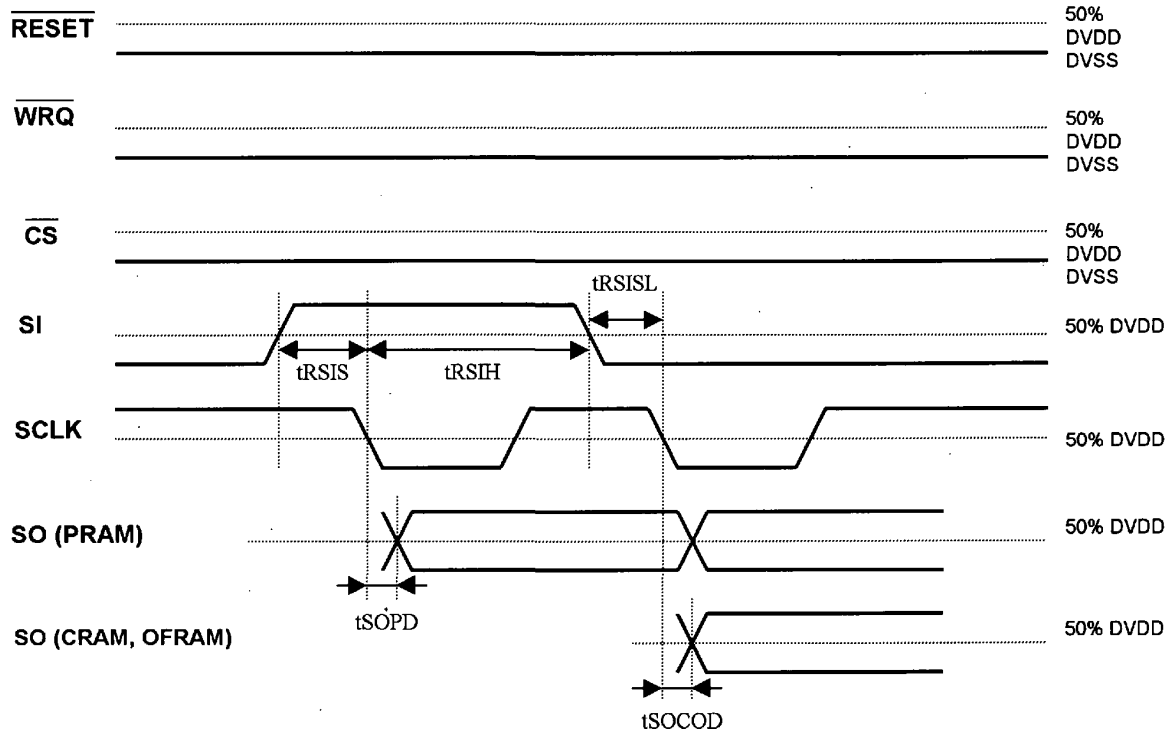 RESET
50%
DVDD
DVSS
WRQ
50%
DVDD
DVSS
CS
50%
DVDD
DVSS
tRSISL
SI
50% DVDD
tRSIS
tRSIH
SCLK
50% DVDD
SO (PRAM)
50% DVDD
tSOPD
SO (CRAM, OFRAM)
50% DVDD
tSOCOD